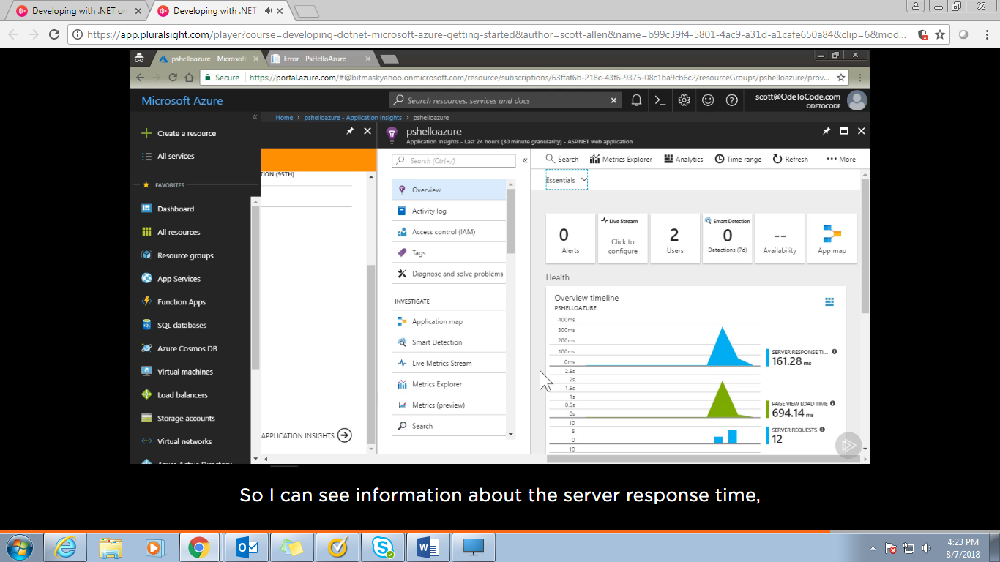 Developing with .NET on
Developing with .NET
https://app.pluralsight.com/player?course=developing-dotnet-microsoft-azure-getting-started&author=scott-allen&name=b99c39f4-5801-4ac9-a31d-a1cafe650a84&clip=6&mod...
pshelloazure - Microsoft
Error - PsHelloAzure
Secure
https://portal.azure.com/#@bitmaskyahoo.onmicrosoft.com/resource/subscriptions/63ffaf6b-218c-43f6-9375-08c1ba9cb6c2/resourceGroups/pshelloazure/prov...
Microsoft Azure
Search resources, services and docs
scott@OdeToCode.com
ODETOCODE
Home > pshelloazure - Application Insights > pshelloazure
Create a resource
All services
FAVORITES
Dashboard
All resources
Resource groups
App Services
Function Apps
SQL databases
Azure Cosmos DB
Virtual machines
Load balancers
Storage accounts
Virtual networks
Azure Active Directory
TION (95TH)
APPLICATION INSIGHTS
pshelloazure
Application Insights - Last 24 hours (30 minute granularity) - ASP.NET web application
Search (Ctrl+/)
Overview
Activity log
Access control (IAM)
Tags
Diagnose and solve problems
INVESTIGATE
Application map
Smart Detection
Live Metrics Stream
Metrics Explorer
Metrics (preview)
Search
Search
Metrics Explorer
Analytics
Time range
Refresh
More
Essentials
0
Alerts
Live Stream
Click to
configure
2
Users
Smart Detection
0
Detections (7d)
--
Availability
App map
Health
Overview timeline
PSHELLOAZURE
400ms
300ms
200ms
100ms
0ms
SERVER RESPONSE TI...
161.28 ms
2.5s
2s
1.5s
1s
0.5s
0s
PAGE VIEW LOAD TIME
694.14 ms
10
5
0
SERVER REQUESTS
12
10
So I can see information about the server response time,
4:23 PM
8/7/2018